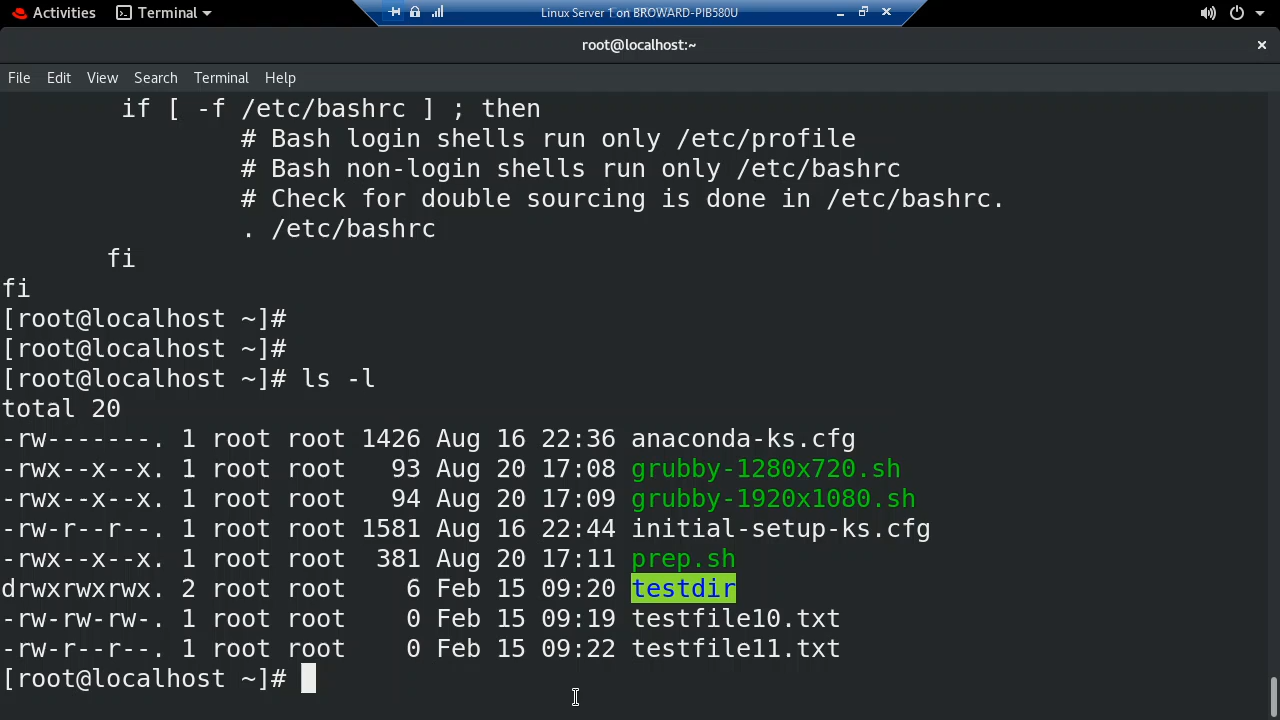 Activities Terminal Linux Server 1 on BROWARD-PIB580U
root@localhost:~
File Edit View Search Terminal Help
        if [ -f /etc/bashrc ] ; then
                # Bash login shells run only /etc/profile
                # Bash non-login shells run only /etc/bashrc
                # Check for double sourcing is done in /etc/bashrc.
                . /etc/bashrc
       fi
fi
[root@localhost ~]#
[root@localhost ~]#
[root@localhost ~]# ls -l
total 20
-rw-------. 1 root root 1426 Aug 16 22:36 anaconda-ks.cfg
-rwx--x--x. 1 root root   93 Aug 20 17:08 grubby-1280x720.sh
-rwx--x--x. 1 root root   94 Aug 20 17:09 grubby-1920x1080.sh
-rw-r--r--. 1 root root 1581 Aug 16 22:44 initial-setup-ks.cfg
-rwx--x--x. 1 root root  381 Aug 20 17:11 prep.sh
drwxrwxrwx. 2 root root    6 Feb 15 09:20 testdir
-rw-rw-rw-. 1 root root    0 Feb 15 09:19 testfile10.txt
-rw-r--r--. 1 root root    0 Feb 15 09:22 testfile11.txt
[root@localhost ~]#